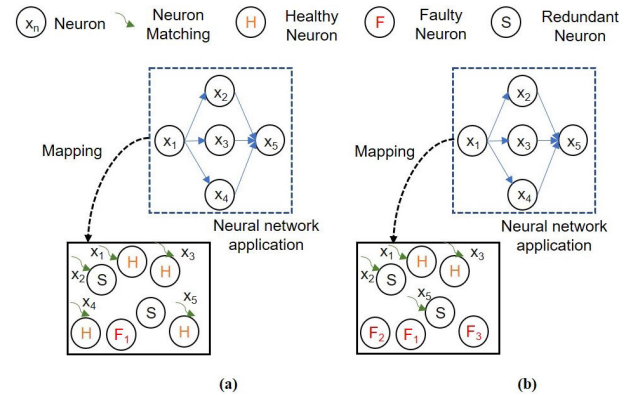 xn Neuron
Neuron
Matching
H Healthy
Neuron
F Faulty
Neuron
S Redundant
Neuron
x2
x1 x3 x5
x4
Mapping
Neural network
application
x1 H x3
x2 S H
x4 S x5
H F1 H
(a)
x2
x1 x3 x5
x4
Mapping
Neural network
application
x1 H x3
x2 S H
x5 S
F2 F1 F3
(b)